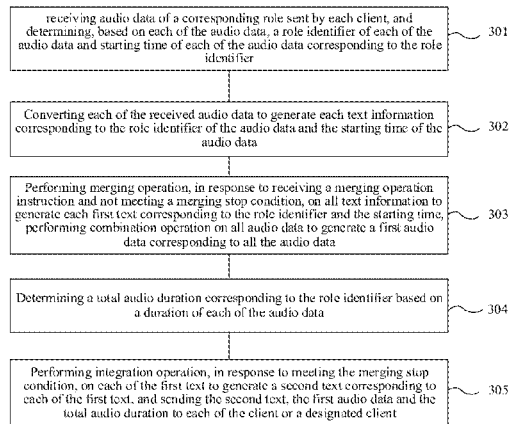 receiving audio data of a corresponding role sent by each client, and
determining, based on each of the audio data, a role identifier of each of the
audio data and starting time of each of the audio data corresponding to the role
identifier
301
Converting each of the received audio data to generate each text information
corresponding to the role identifier of the audio data and the starting time of the
audio data
302
Performing merging operation, in response to receiving a merging operation
instruction and not meeting a merging stop condition, on all text information to
generate each first text corresponding to the role identifier and the starting time,
performing combination operation on all audio data to generate a first audio
data corresponding to all the audio data
303
Determining a total audio duration corresponding to the role identifier based on
a duration of each of the audio data
304
Performing integration operation, in response to meeting the merging stop
condition, on each of the first text to generate a second text corresponding to
each of the first text, and sending the second text, the first audio data and the
total audio duration to each of the client or a designated client
305